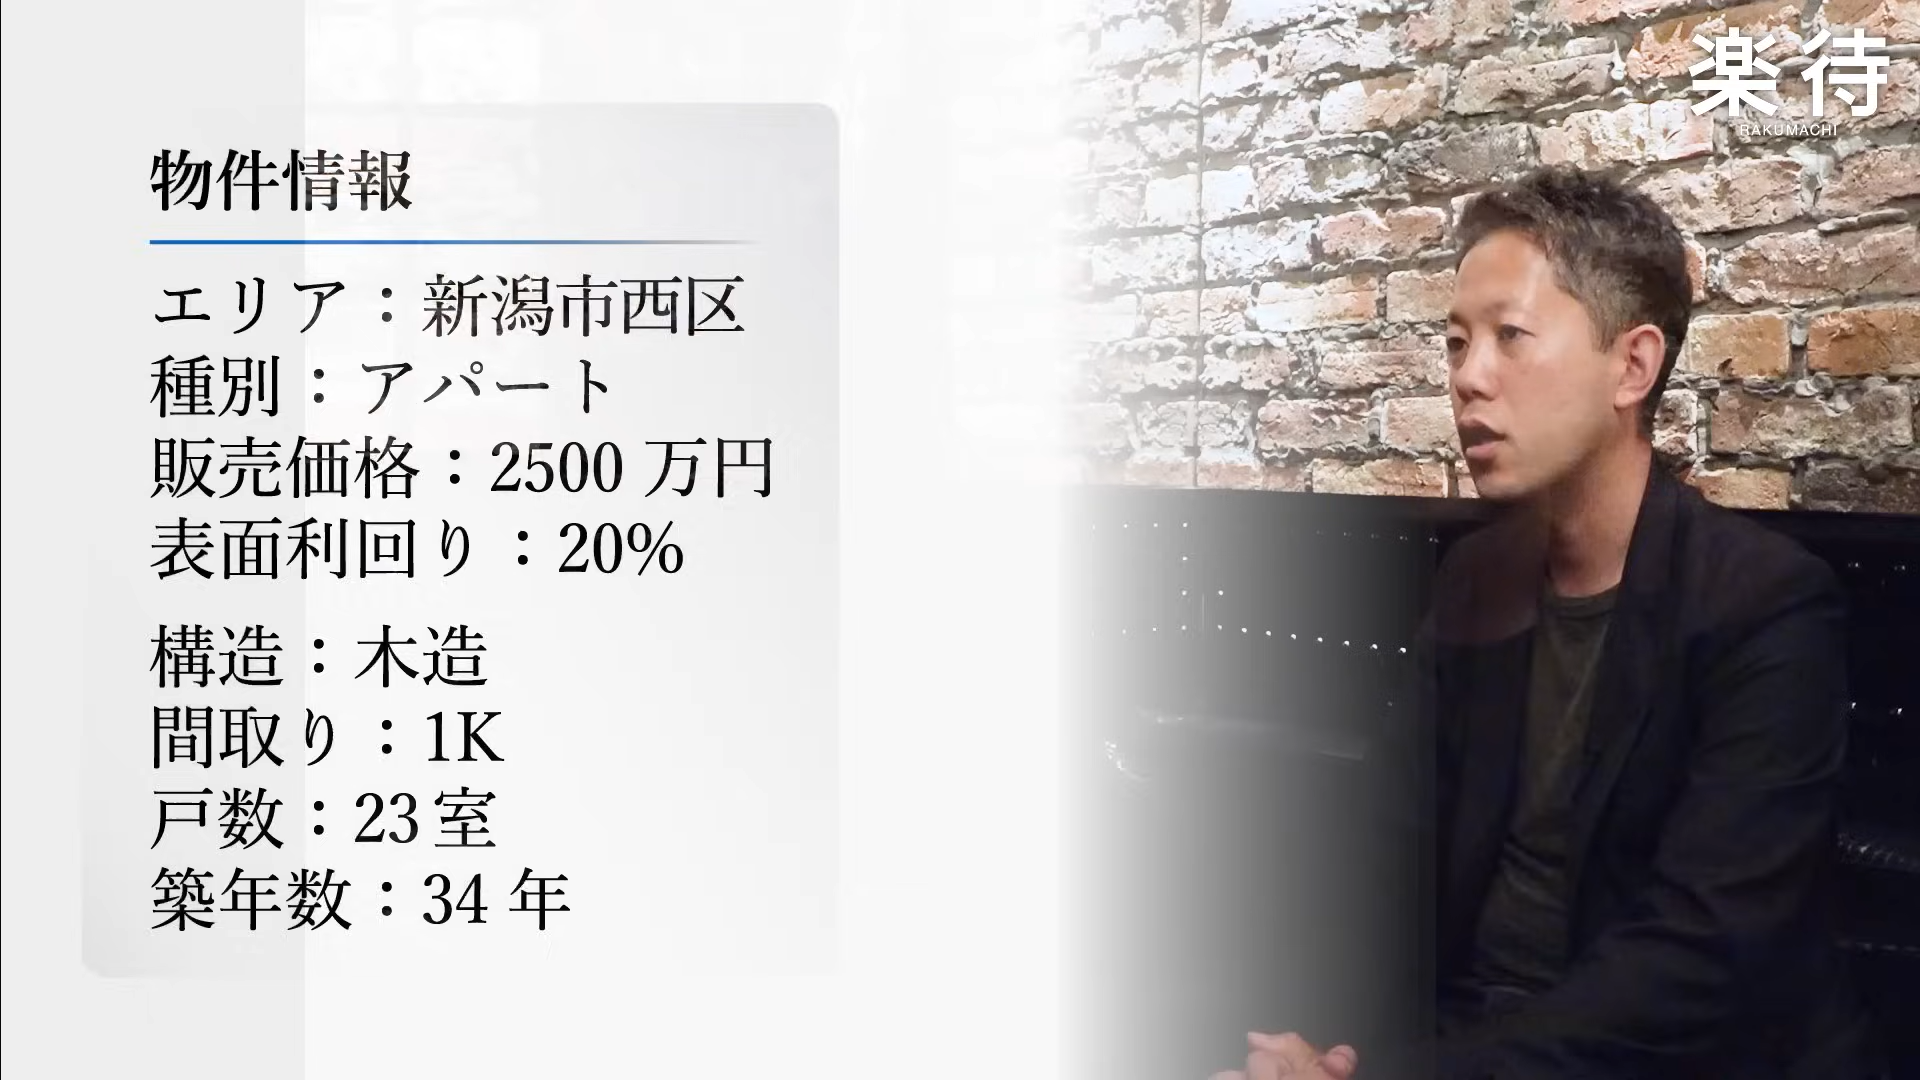 物件情報
エリア：新潟市西区
種別：アパート
販売価格：2500万円
表面利回り：20%
構造：木造
間取り：1K
戸数：23室
築年数：34年
楽待
RAKUMACHI